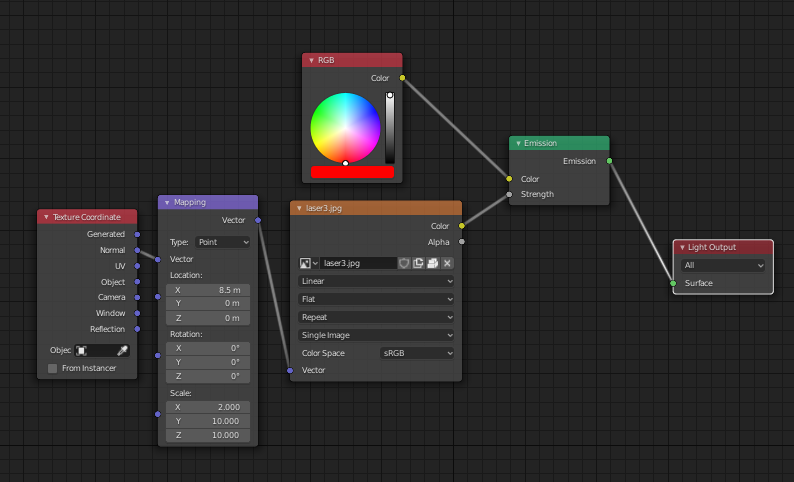 RGB
Color
Emission
Emission
Color
Strength
Mapping
Vector
Type: Point
Vector
Location:
X 8.5 m
Y 0 m
Z 0 m
Rotation:
X 0°
Y 0°
Z 0°
Scale:
X 2.000
Y 10.000
Z 10.000
laser3.jpg
Color
Alpha
laser3.jpg
Linear
Flat
Repeat
Single Image
Color Space sRGB
Vector
Texture Coordinate
Generated
Normal
UV
Object
Camera
Window
Reflection
Objec
From Instancer
Light Output
All
Surface